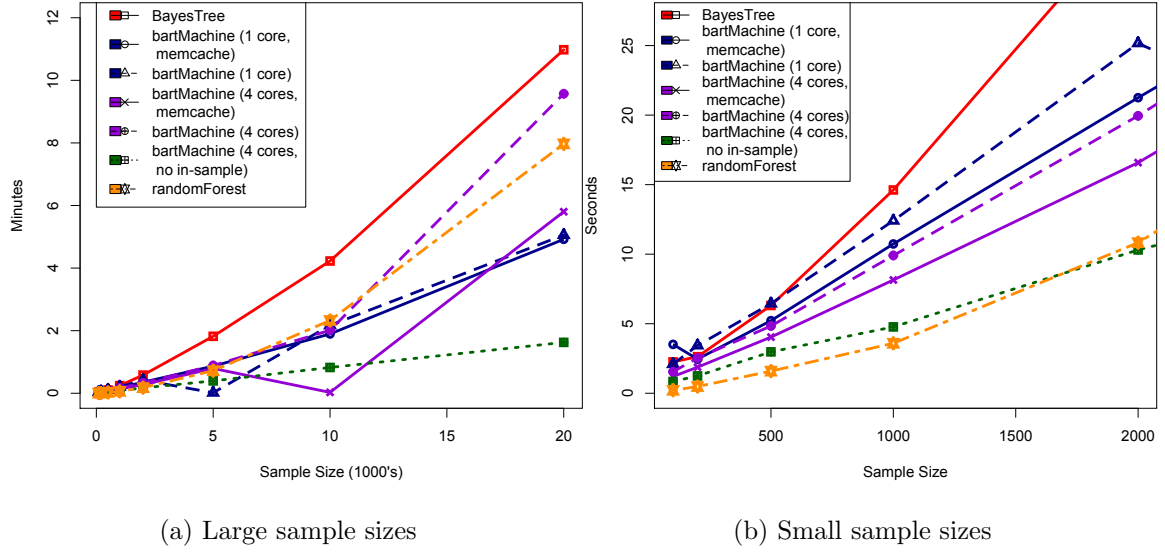 12
10
8
6
4
2
0
Minutes
BayesTree
bartMachine (1 core,
memcache)
bartMachine (1 core)
bartMachine (4 cores,
memcache)
bartMachine (4 cores)
bartMachine (4 cores,
no in-sample)
randomForest
0
5
10
15
20
Sample Size (1000's)
(a) Large sample sizes
25
20
15
10
5
0
Seconds
BayesTree
bartMachine (1 core,
memcache)
bartMachine (1 core)
bartMachine (4 cores,
memcache)
bartMachine (4 cores)
bartMachine (4 cores,
no in-sample)
randomForest
500
1000
1500
2000
Sample Size
(b) Small sample sizes